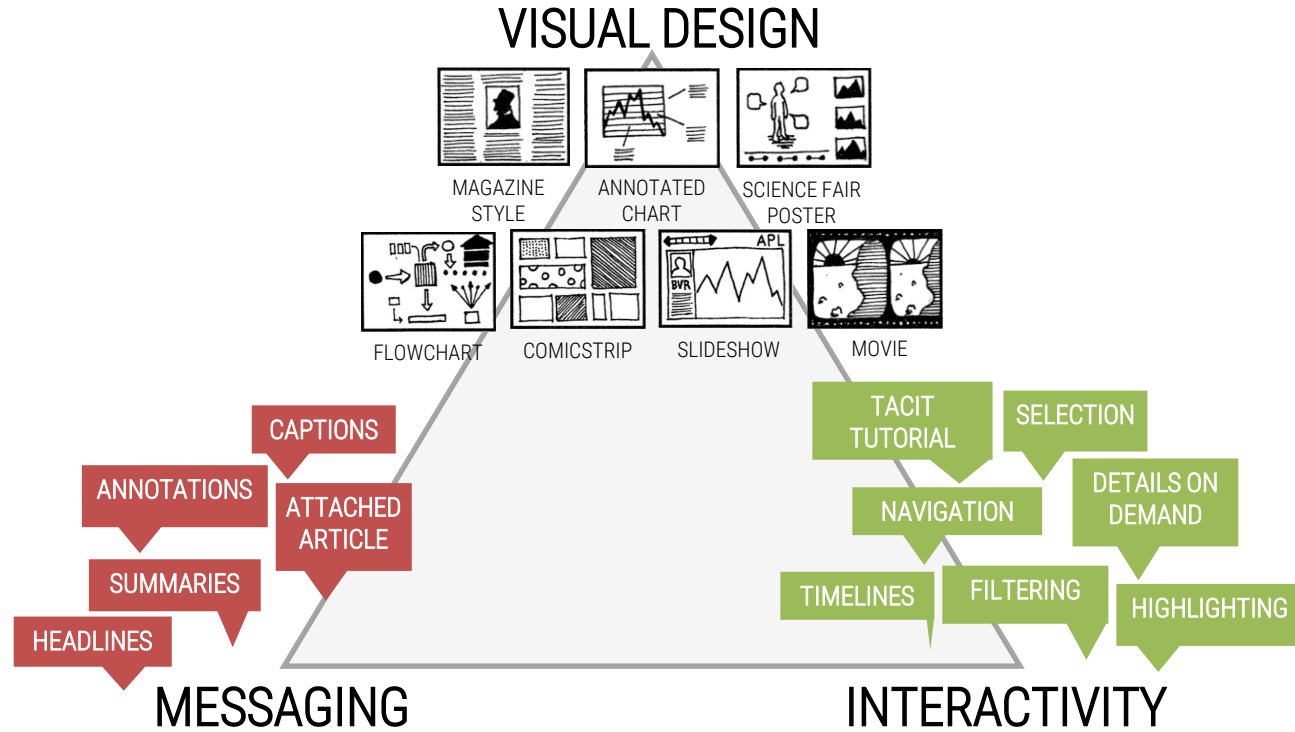 VISUAL DESIGN
MAGAZINE
STYLE
ANNOTATED
CHART
SCIENCE FAIR
POSTER
APL
BVR
FLOWCHART
COMICSTRIP
SLIDESHOW
MOVIE
CAPTIONS
ANNOTATIONS
ATTACHED
ARTICLE
SUMMARIES
HEADLINES
TACIT
TUTORIAL
SELECTION
DETAILS ON
DEMAND
NAVIGATION
TIMELINES
FILTERING
HIGHLIGHTING
MESSAGING
INTERACTIVITY